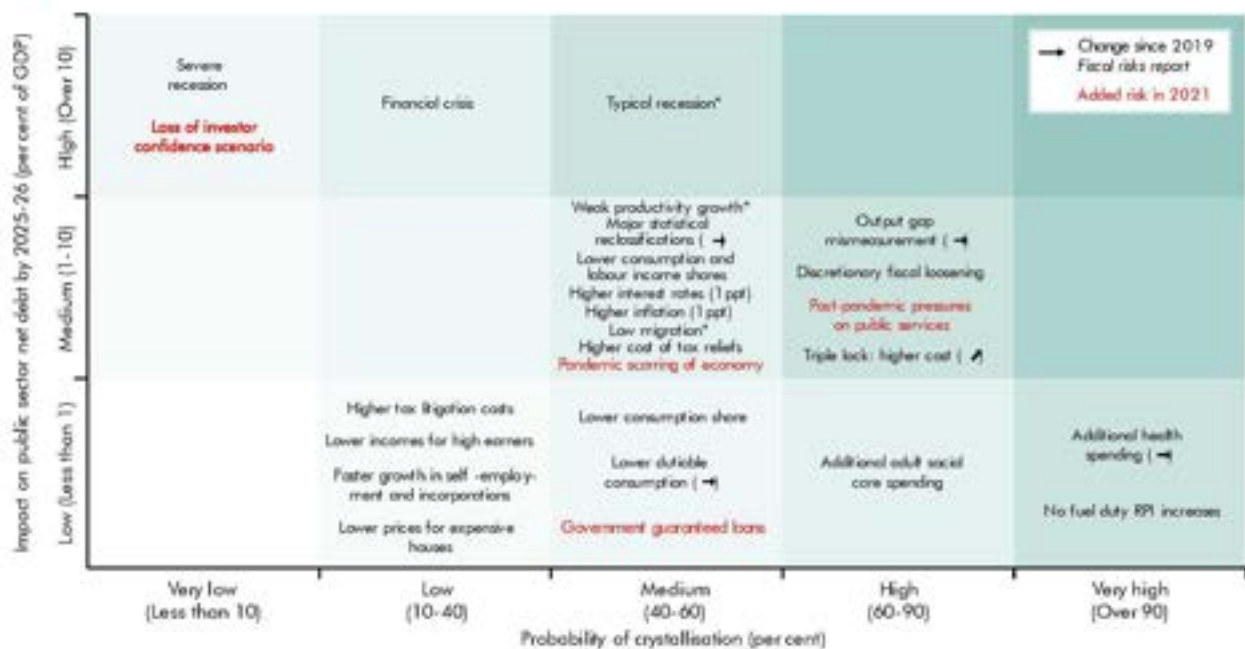 Impact on public sector net debt by 2025-26 (per cent of GDP)
High (Over 10)
Medium (1-10)
Low (Less than 1)
Severe
recession
Loss of investor
confidence scenario
Financial crisis
Typical recession*
→ Change since 2019
Fiscal risks report
Added risk in 2021
Weak productivity growth*
Major statistical
reclassifications ( → )
Lower consumption and
labour income shares
Higher interest rates (1ppt)
Higher inflation (1ppt)
Low migration*
Higher cost of tax reliefs
Pandemic scarring of economy
Output gap
mismeasurement ( → )
Discretionary fiscal loosening
Post-pandemic pressures
on public services
Triple lock: higher cost ( ↗ )
Higher tax litigation costs
Lower incomes for high earners
Faster growth in self -employ-
ment and incorporations
Lower prices for expensive
houses
Lower consumption share
Lower dutiable
consumption ( → )
Government guaranteed loans
Additional adult social
care spending
Additional health
spending ( → )
No fuel duty RPI increases
Very low
(Less than 10)
Low
(10-40)
Medium
(40-60)
High
(60-90)
Very high
(Over 90)
Probability of crystallisation (per cent)